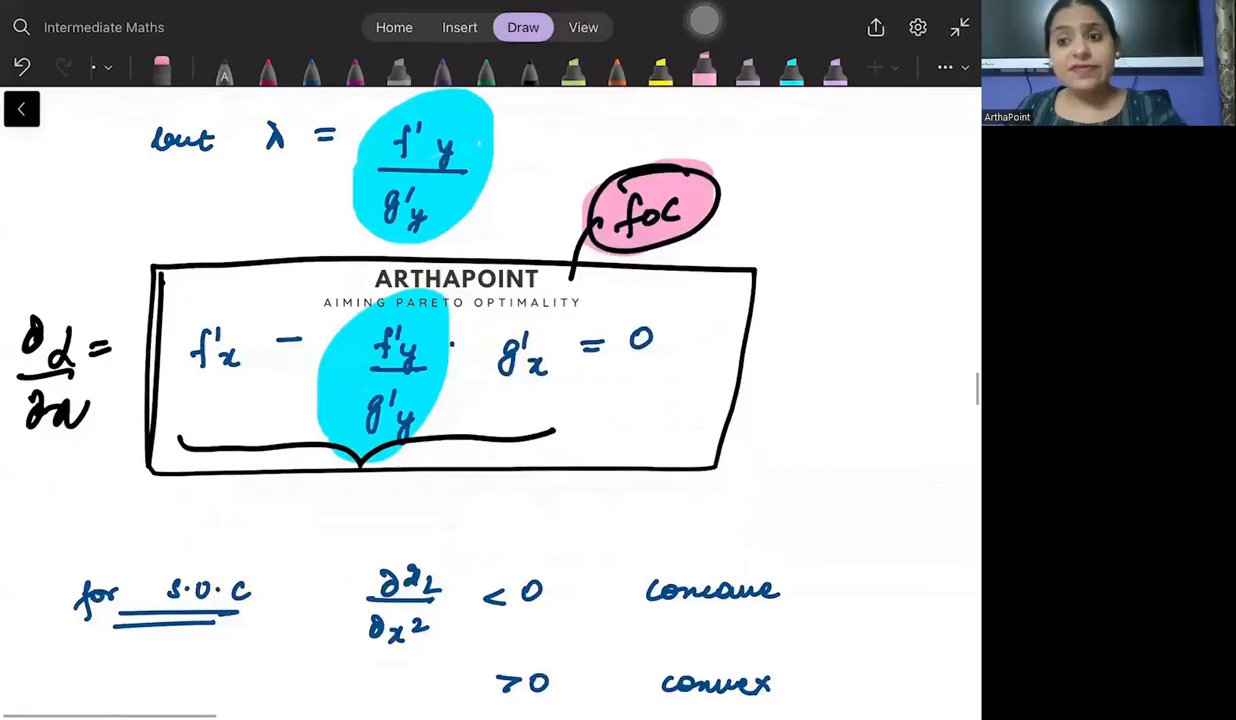 Intermediate Maths
Home Insert Draw View
ArthaPoint
but λ = f'y / g'y
foc
ARTHAPOINT
AIMING PARETO OPTIMALITY
∂L/∂x = f'x - f'y/g'y · g'x = 0
for S.O.C ∂²L/∂x² < 0 concave
> 0 convex